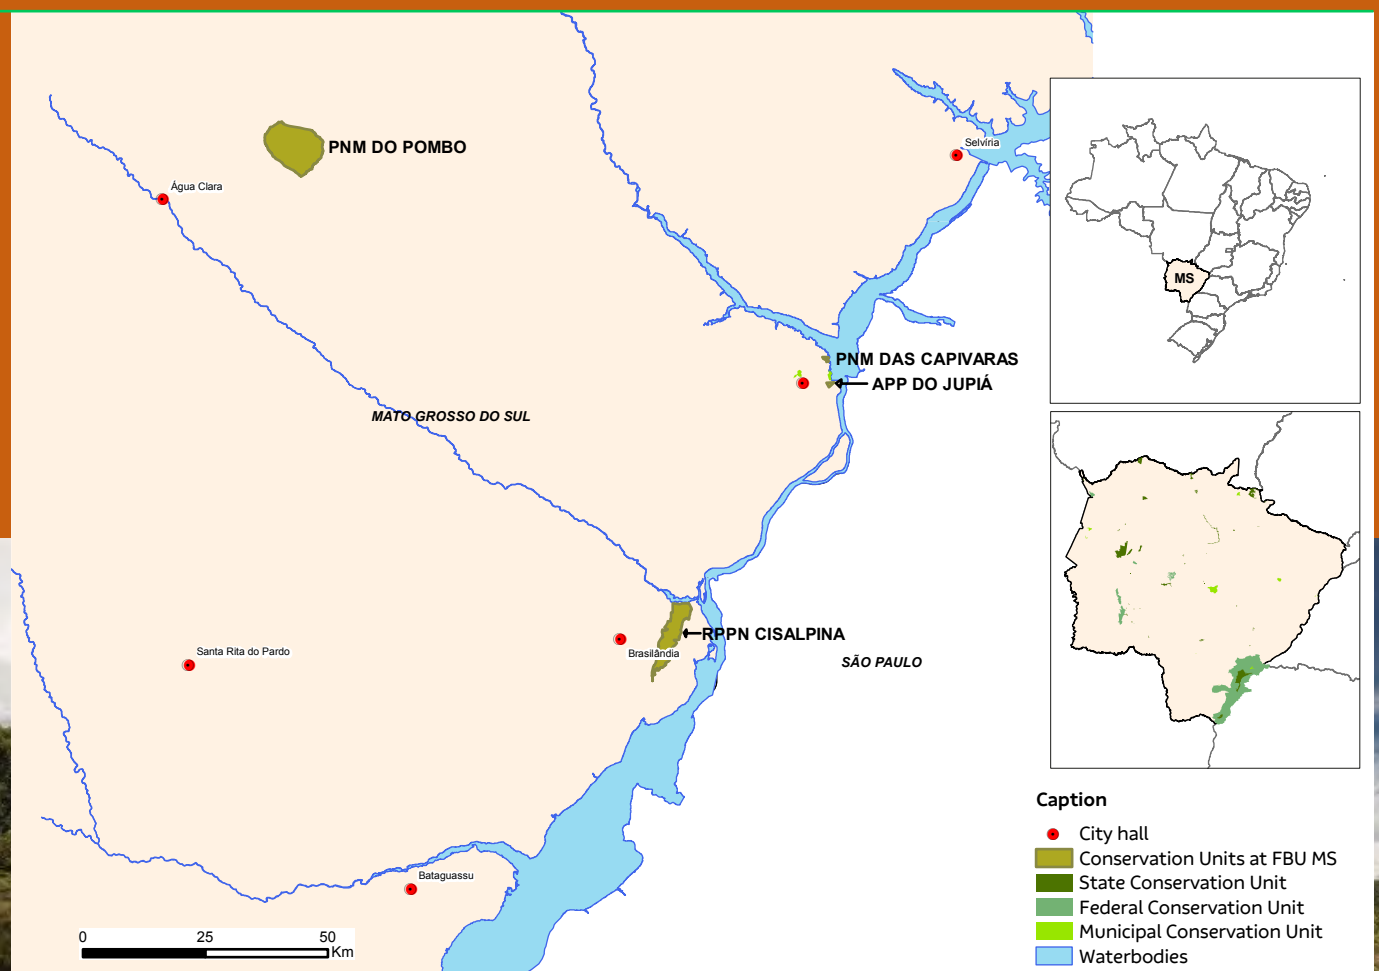 Selvíria
PNM DO POMBO
Água Clara
MS
PNM DAS CAPIVARAS
APP DO JUPIÁ
MATO GROSSO DO SUL
RPPN CISALPINA
Brasilândia
Santa Rita do Pardo
SÃO PAULO
Bataguassu
0 25 50
Km
Caption
City hall
Conservation Units at FBU MS
State Conservation Unit
Federal Conservation Unit
Municipal Conservation Unit
Waterbodies